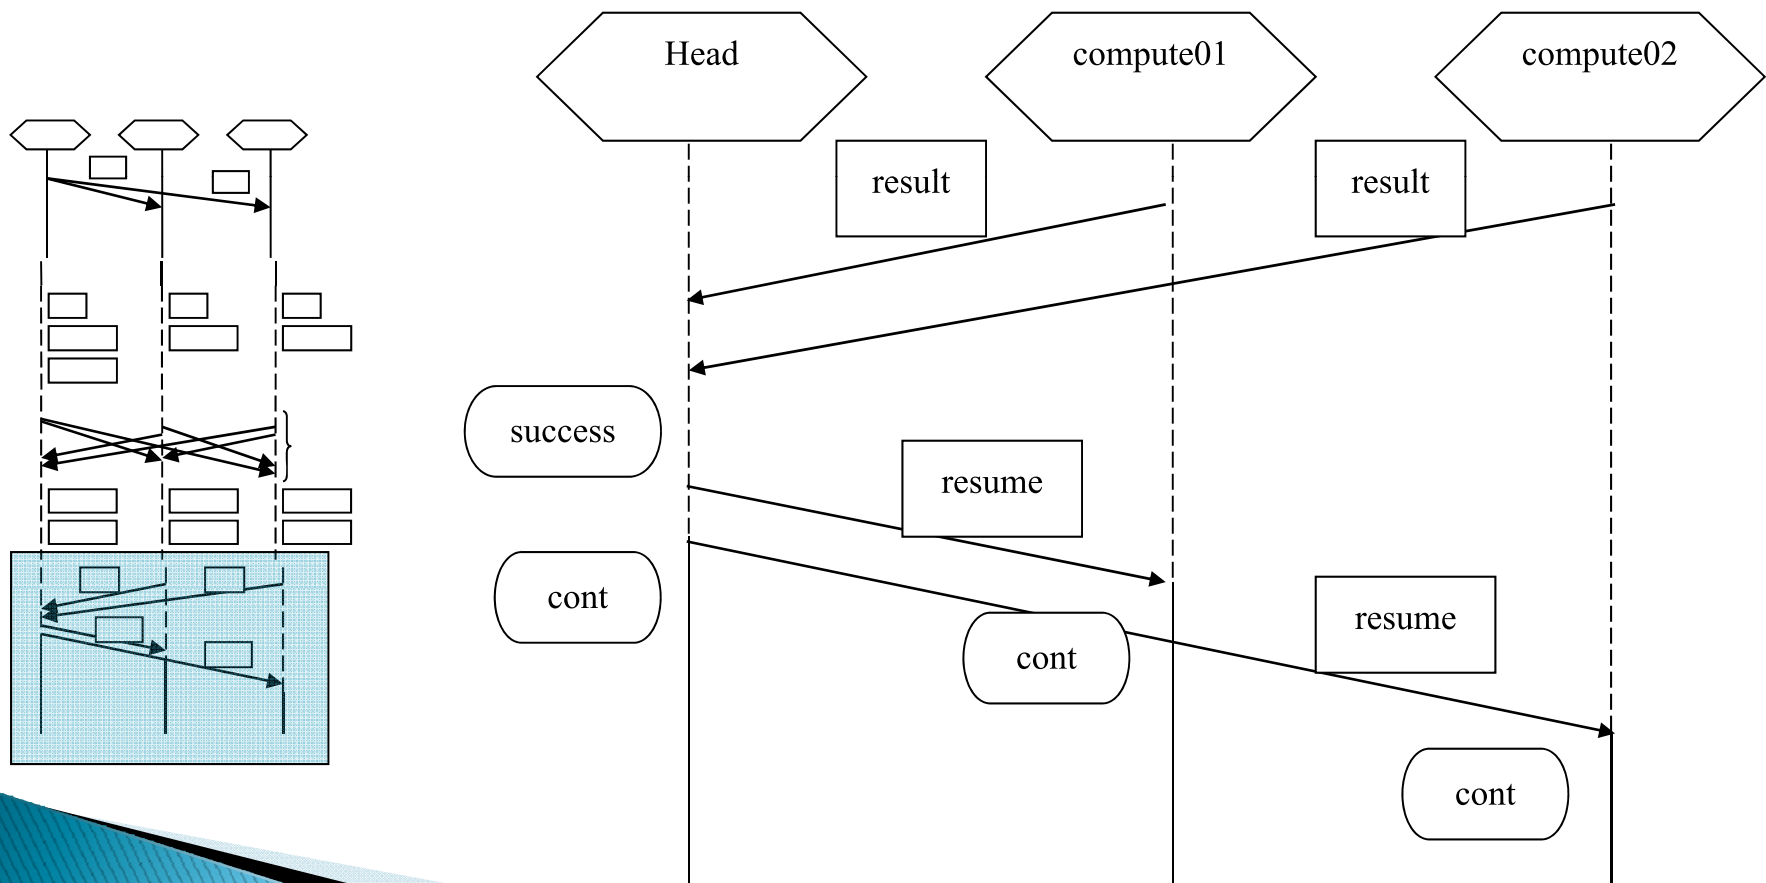 Head
compute01
compute02
result
result
success
resume
cont
resume
cont
cont